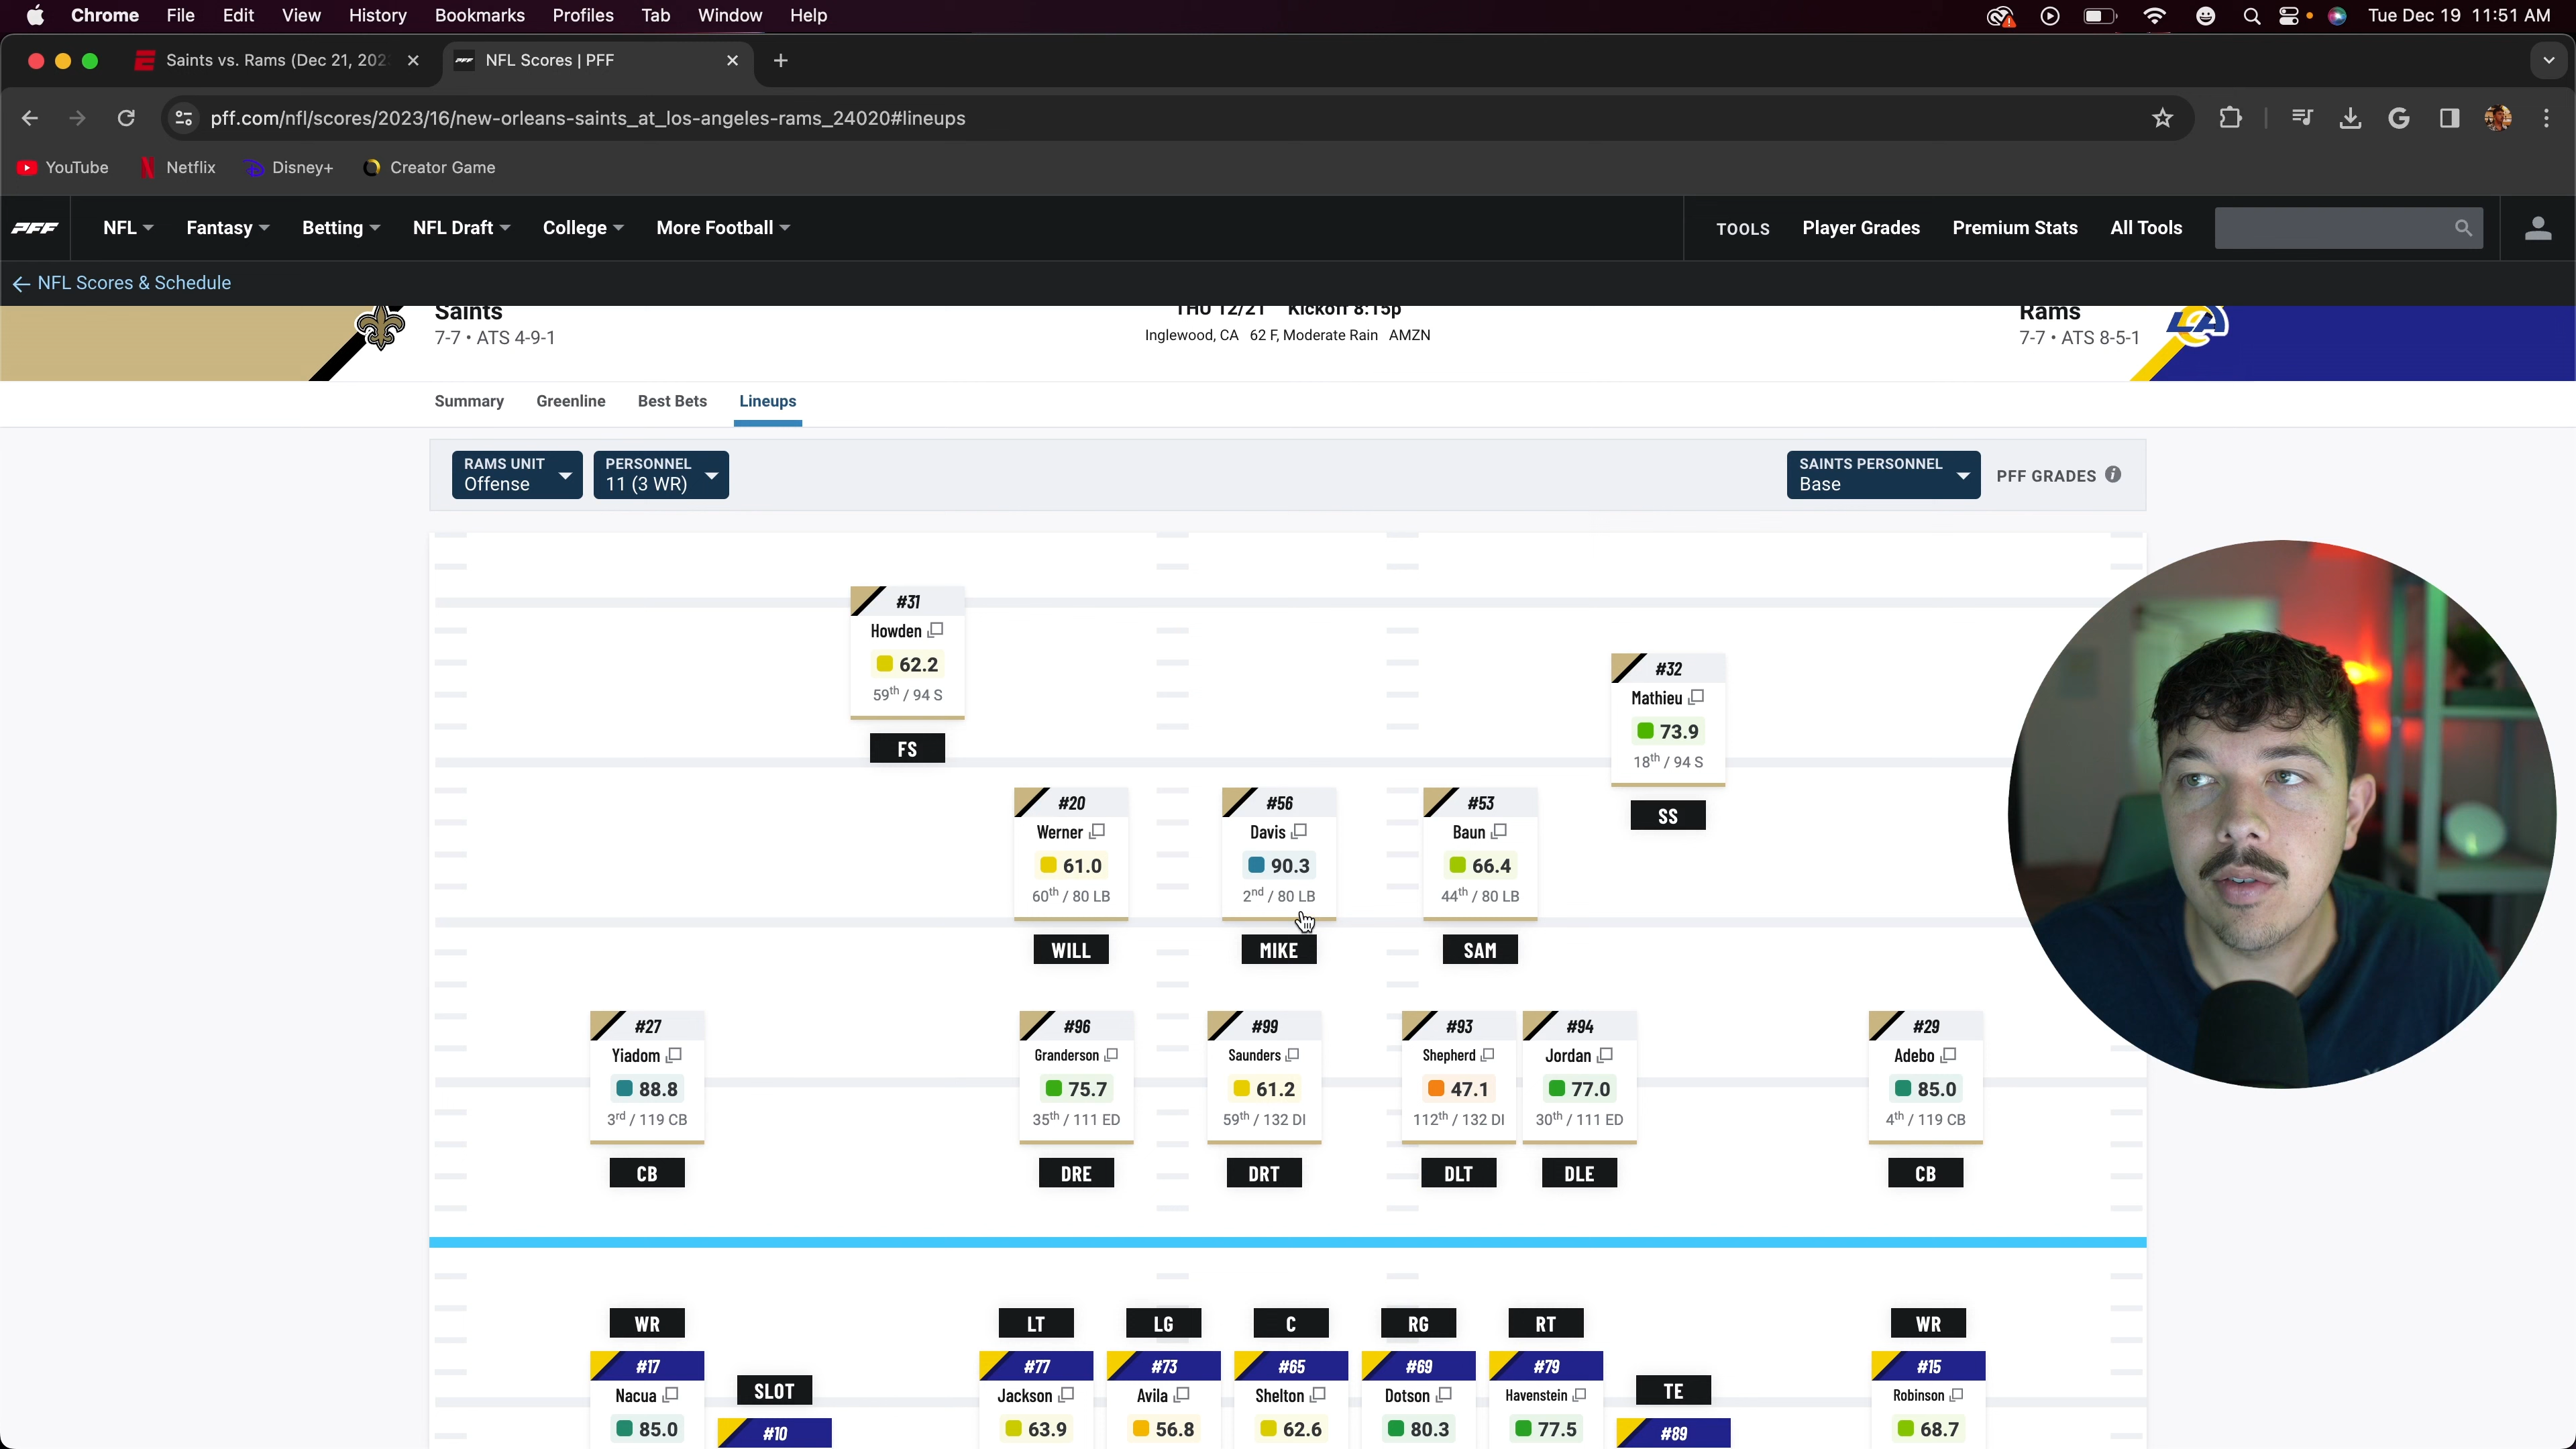 Chrome File Edit View History Bookmarks Profiles Tab Window Help Tue Dec 19 11:51 AM
Saints vs. Rams (Dec 21, 202 NFL Scores | PFF
pff.com/nfl/scores/2023/16/new-orleans-saints_at_los-angeles-rams_24020#lineups
YouTube Netflix Disney+ Creator Game
PFF NFL Fantasy Betting NFL Draft College More Football TOOLS Player Grades Premium Stats All Tools
NFL Scores & Schedule
Saints THU 12/21 Kickoff 8:15p Rams
7-7 • ATS 4-9-1 Inglewood, CA 62 F, Moderate Rain AMZN 7-7 • ATS 8-5-1
Summary Greenline Best Bets Lineups
RAMS UNIT PERSONNEL SAINTS PERSONNEL PFF GRADES
Offense 11 (3 WR) Base
#31
Howden
62.2
59th / 94 S
FS
#32
Mathieu
73.9
18th / 94 S
SS
#20 #56 #53
Werner Davis Baun
61.0 90.3 66.4
60th / 80 LB 2nd / 80 LB 44th / 80 LB
WILL MIKE SAM
#27 #96 #99 #93 #94 #29
Yiadom Granderson Saunders Shepherd Jordan Adebo
88.8 75.7 61.2 47.1 77.0 85.0
3rd / 119 CB 35th / 111 ED 59th / 132 DI 112th / 132 DI 30th / 111 ED 4th / 119 CB
CB DRE DRT DLT DLE CB
WR LT LG C RG RT WR
#17 #77 #73 #65 #69 #79 #15
SLOT TE
Nacua Jackson Avila Shelton Dotson Havenstein Robinson
85.0 63.9 56.8 62.6 80.3 77.5 68.7
#10 #89